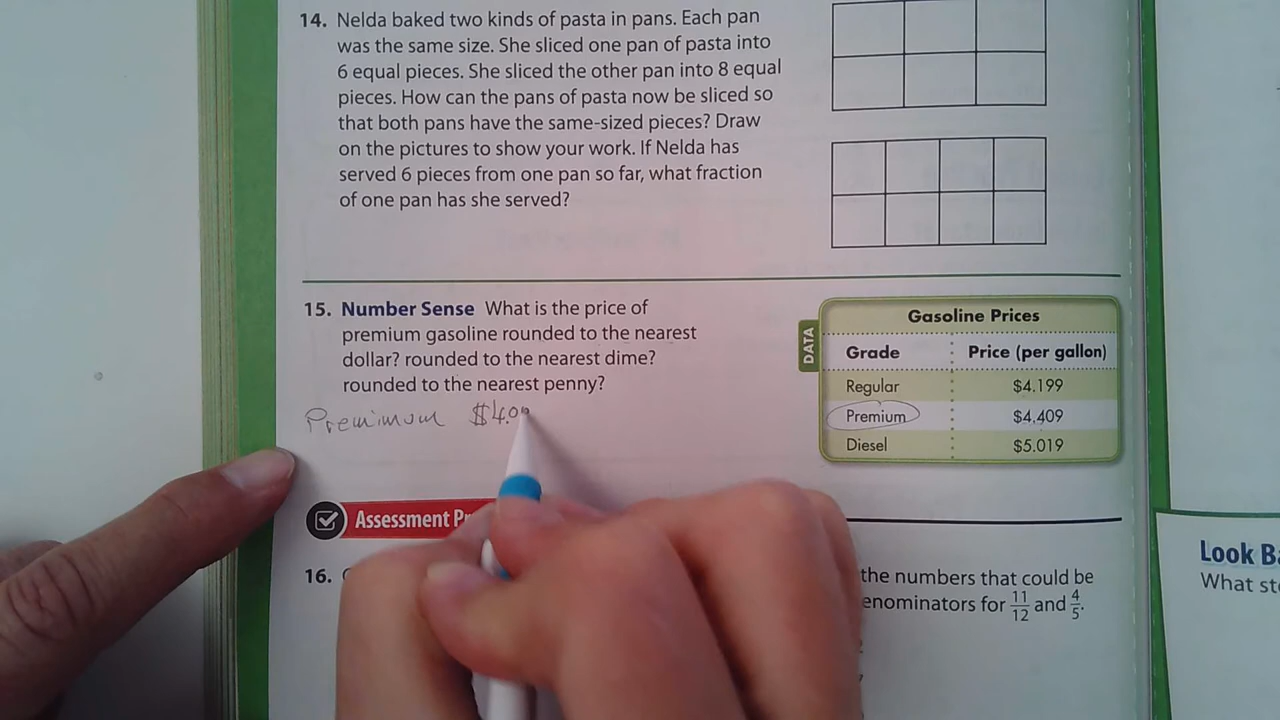 14. Nelda baked two kinds of pasta in pans. Each pan
was the same size. She sliced one pan of pasta into
6 equal pieces. She sliced the other pan into 8 equal
pieces. How can the pans of pasta now be sliced so
that both pans have the same-sized pieces? Draw
on the pictures to show your work. If Nelda has
served 6 pieces from one pan so far, what fraction
of one pan has she served?
15. Number Sense What is the price of
premium gasoline rounded to the nearest
dollar? rounded to the nearest dime?
rounded to the nearest penny?
Premimum $4.0
DATA
Gasoline Prices
Grade Price (per gallon)
Regular $4.199
Premium $4.409
Diesel $5.019
Assessment
16.
the numbers that could be
for 11/12 and 4/5.
Look
What